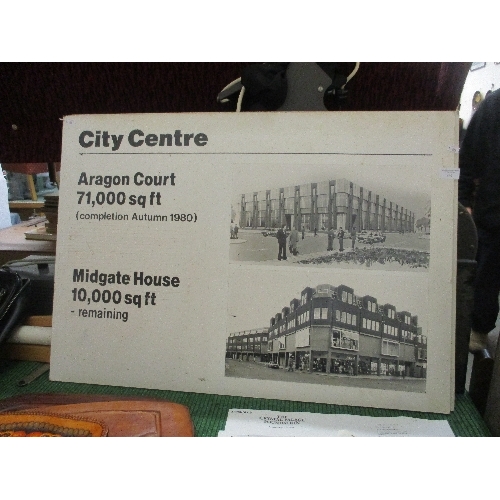 City Centre
Aragon Court
71,000 sq ft
(completion Autumn 1980)
Midgate House
10,000 sq ft
- remaining